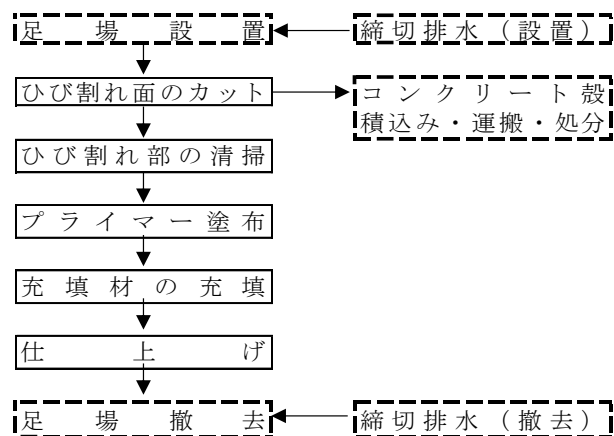 足場設置
締切排水（設置）
ひび割れ面のカット
コンクリート殻
積込み・運搬・処分
ひび割れ部の清掃
プライマー塗布
充填材の充填
仕上げ
足場撤去
締切排水（撤去）